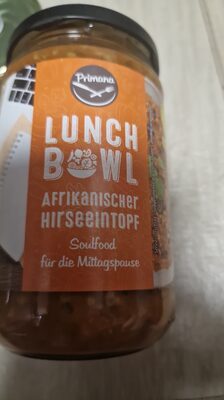 Primana
LUNCH
BOWL
AFRIKANISCHER
HIRSEEINTOPF
Soulfood
für die Mittagspause